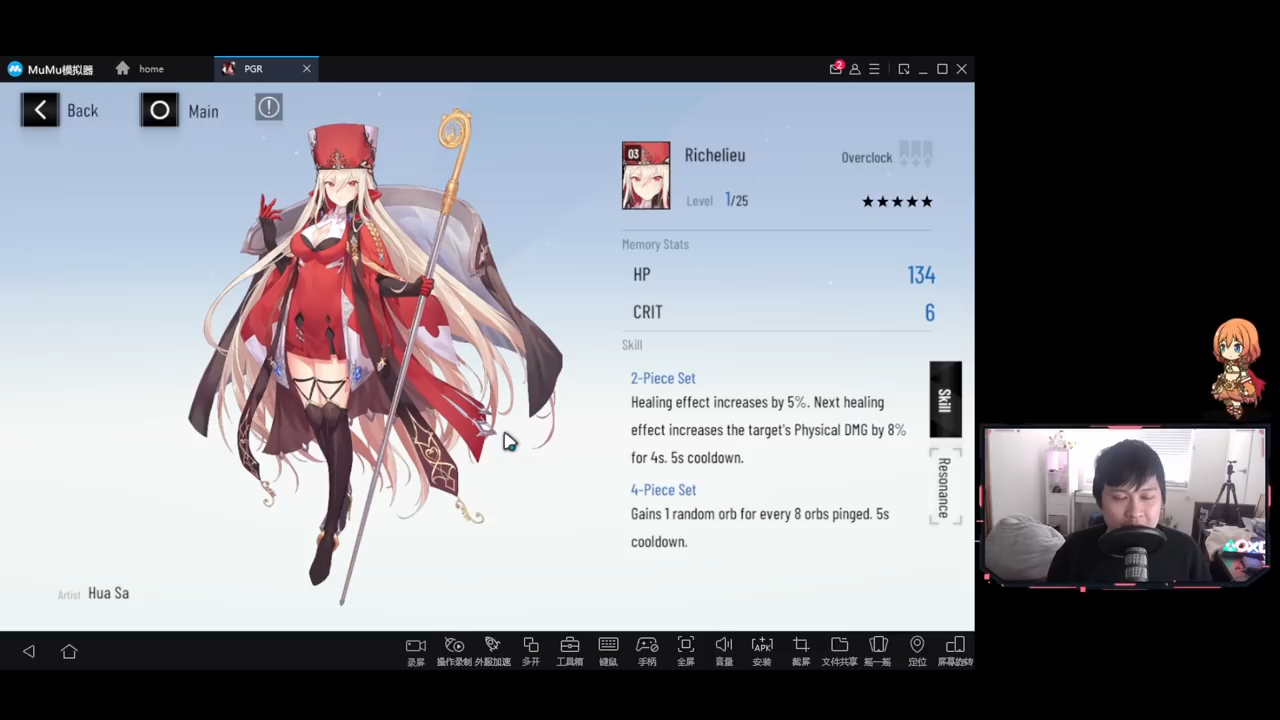 MuMu模拟器
home
PGR
2
Back
Main
03
Richelieu
Overclock
Level 1/25
★★★★★
Memory Stats
HP 134
CRIT 6
Skill
2-Piece Set
Healing effect increases by 5%. Next healing
effect increases the target's Physical DMG by 8%
for 4s. 5s cooldown.
4-Piece Set
Gains 1 random orb for every 8 orbs pinged. 5s
cooldown.
Skill
Resonance
Artist Hua Sa
APK
录屏 操作录制 外服加速 多开 工具箱 键鼠 手柄 全屏 音量 安装 截屏 文件共享 摇一摇 定位 屏幕旋转